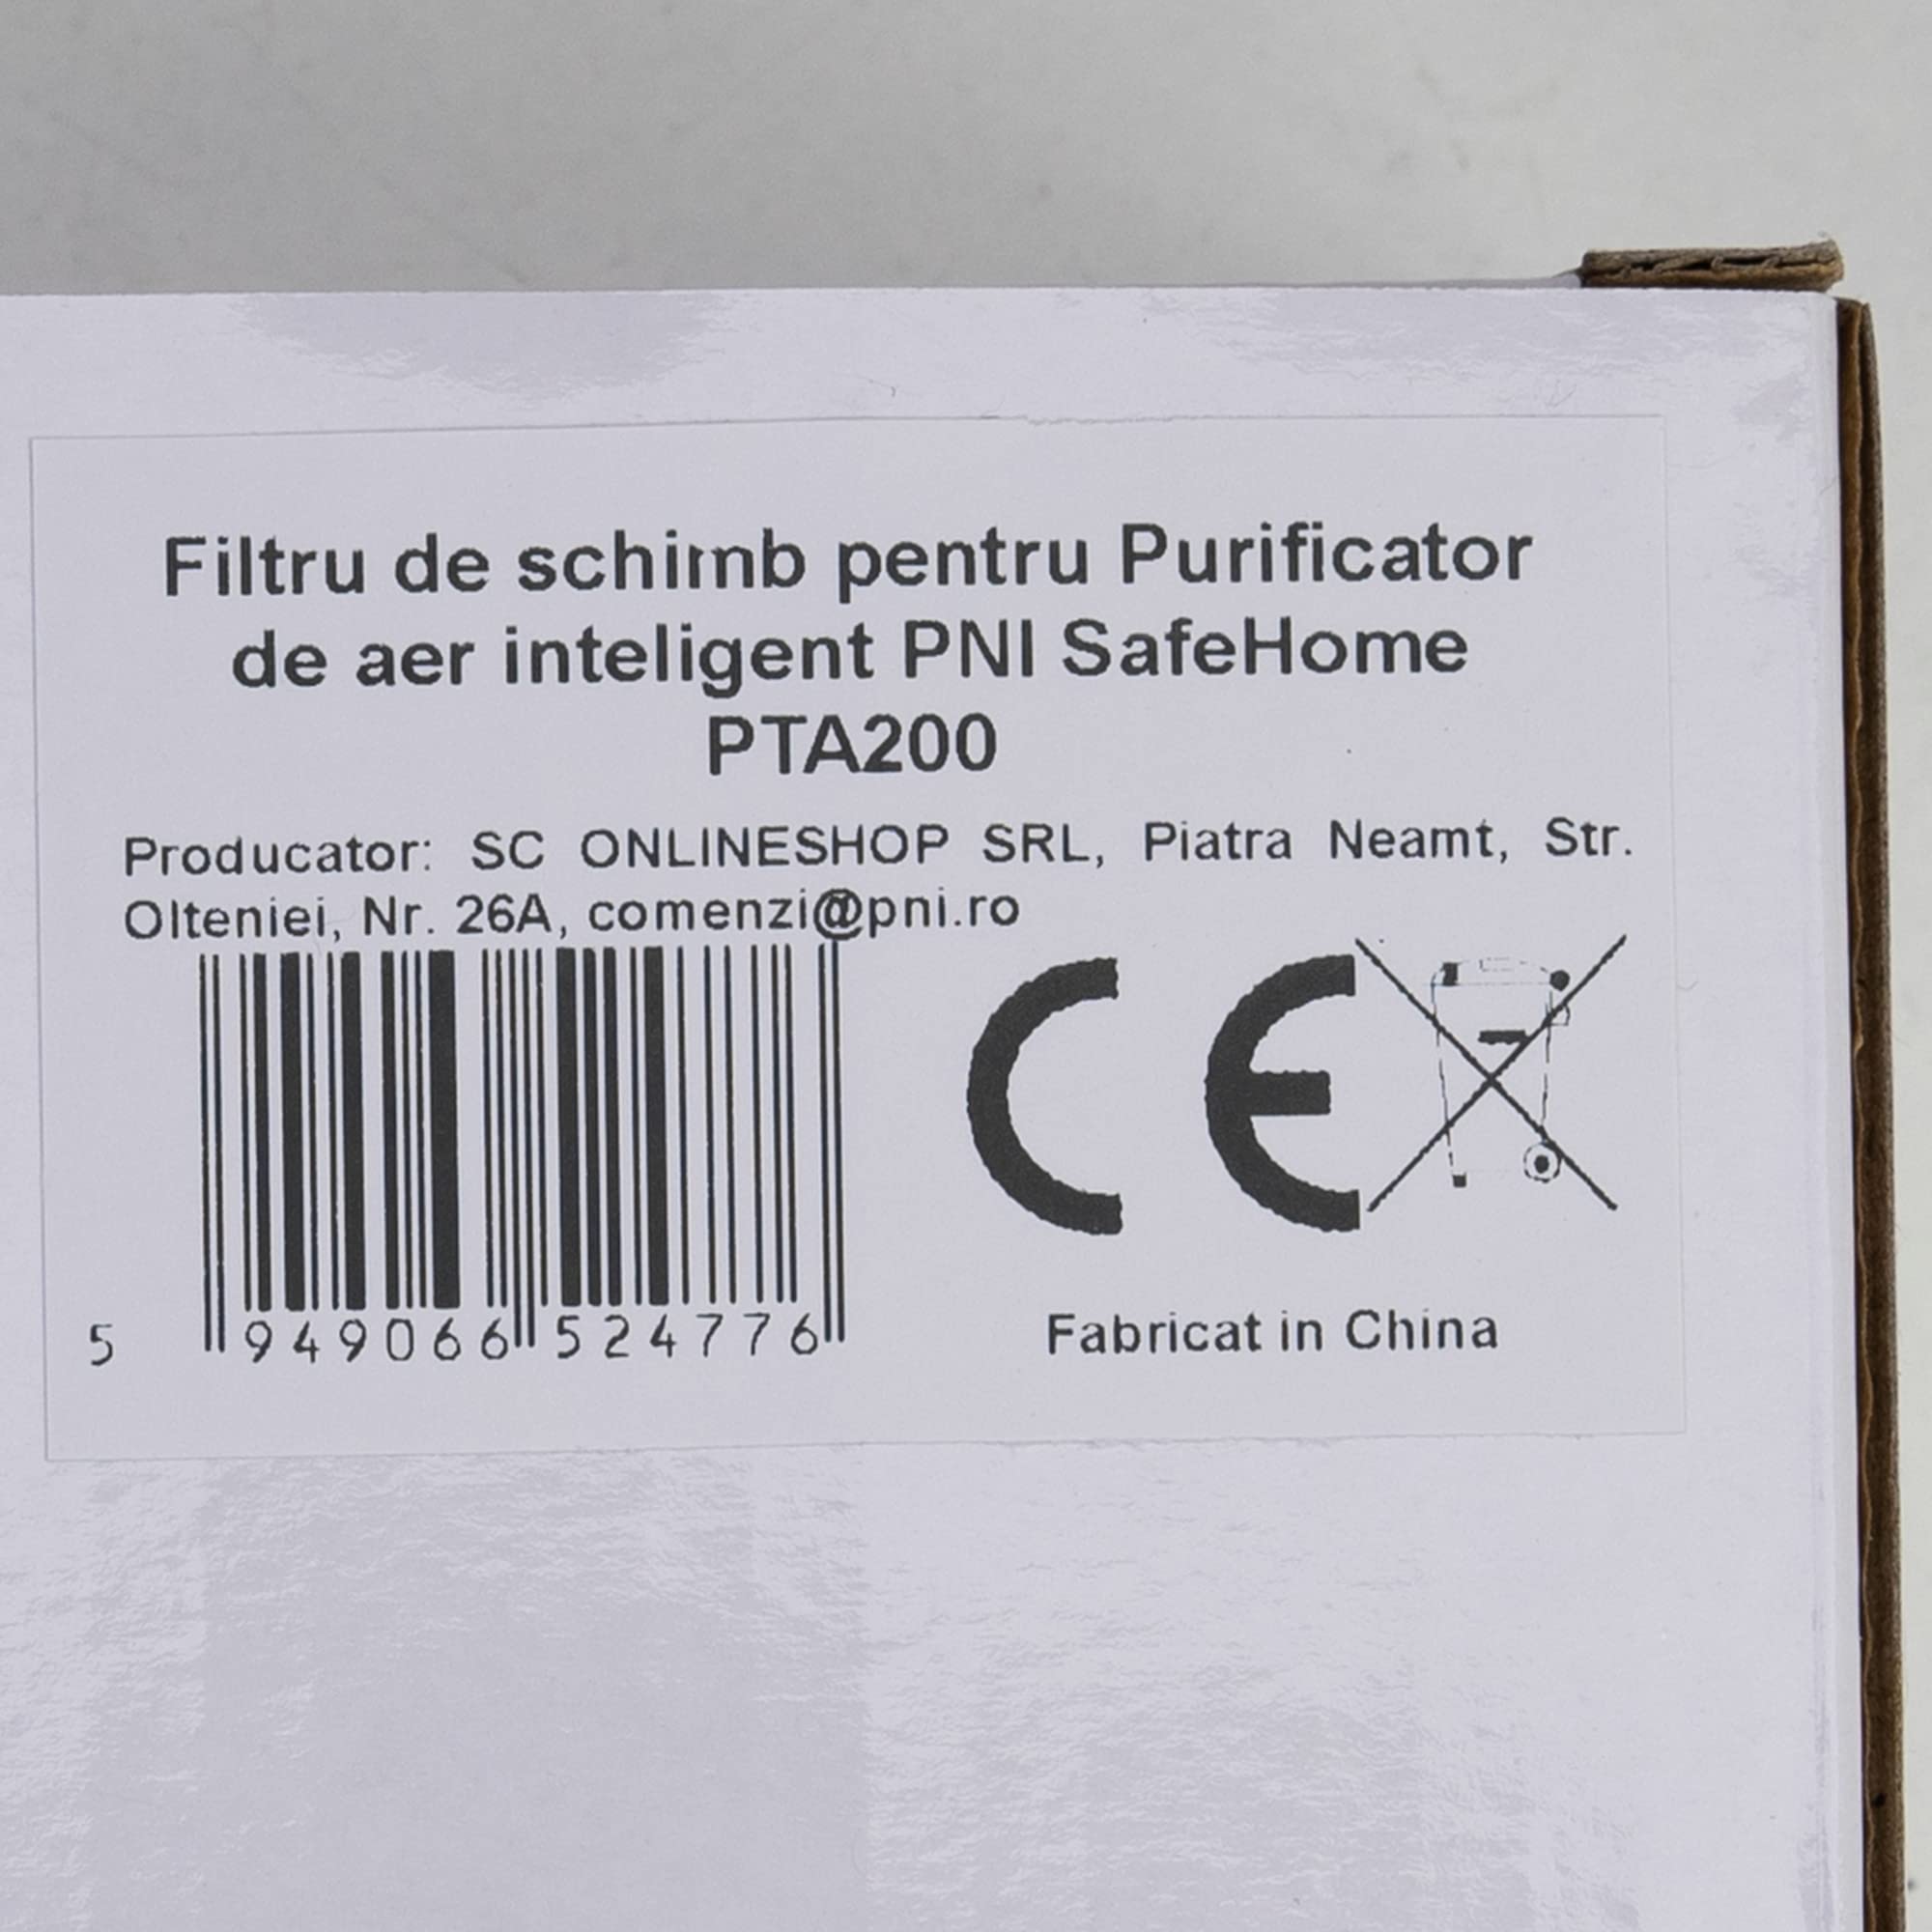 Filtru de schimb pentru Purificator
de aer inteligent PNI SafeHome
PTA200
Producator: SC ONLINESHOP SRL, Piatra Neamt, Str.
Olteniei, Nr. 26A, comenzi@pni.ro
CE
5 949066 524776
Fabricat in China